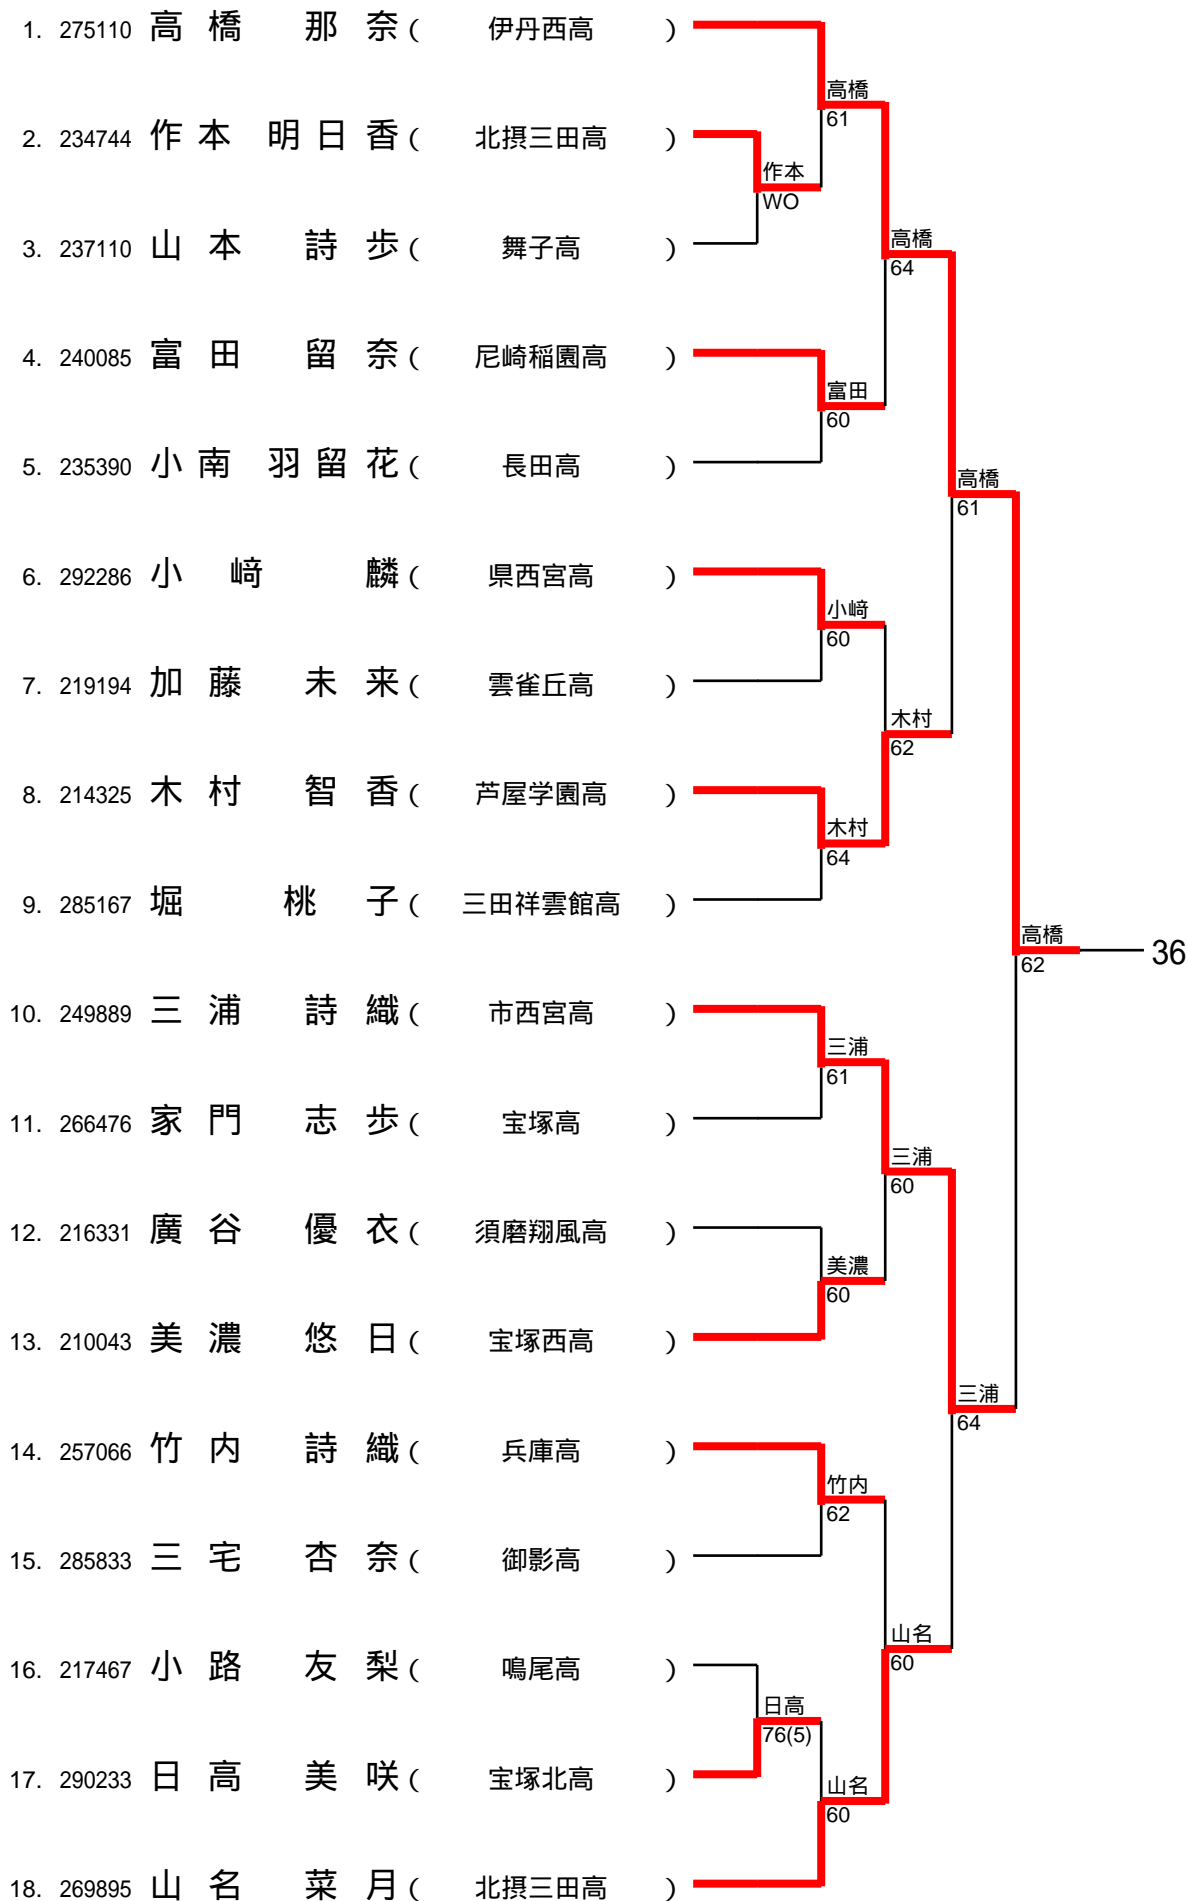 1. 275110 高橋 那奈 ( 伊丹西高 )
高橋
61
2. 234744 作本 明日香 ( 北摂三田高 )
作本
WO
3. 237110 山本 詩歩 ( 舞子高 )
高橋
64
4. 240085 富田 留奈 ( 尼崎稲園高 )
富田
60
5. 235390 小南 羽留花 ( 長田高 )
高橋
61
6. 292286 小﨑 麟 ( 県西宮高 )
小﨑
60
7. 219194 加藤 未来 ( 雲雀丘高 )
木村
62
8. 214325 木村 智香 ( 芦屋学園高 )
木村
64
9. 285167 堀 桃子 ( 三田祥雲館高 )
高橋
62
36
10. 249889 三浦 詩織 ( 市西宮高 )
三浦
61
11. 266476 家門 志歩 ( 宝塚高 )
三浦
60
12. 216331 廣谷 優衣 ( 須磨翔風高 )
美濃
60
13. 210043 美濃 悠日 ( 宝塚西高 )
三浦
64
14. 257066 竹内 詩織 ( 兵庫高 )
竹内
62
15. 285833 三宅 杏奈 ( 御影高 )
山名
60
16. 217467 小路 友梨 ( 鳴尾高 )
日高
76(5)
17. 290233 日高 美咲 ( 宝塚北高 )
山名
60
18. 269895 山名 菜月 ( 北摂三田高 )